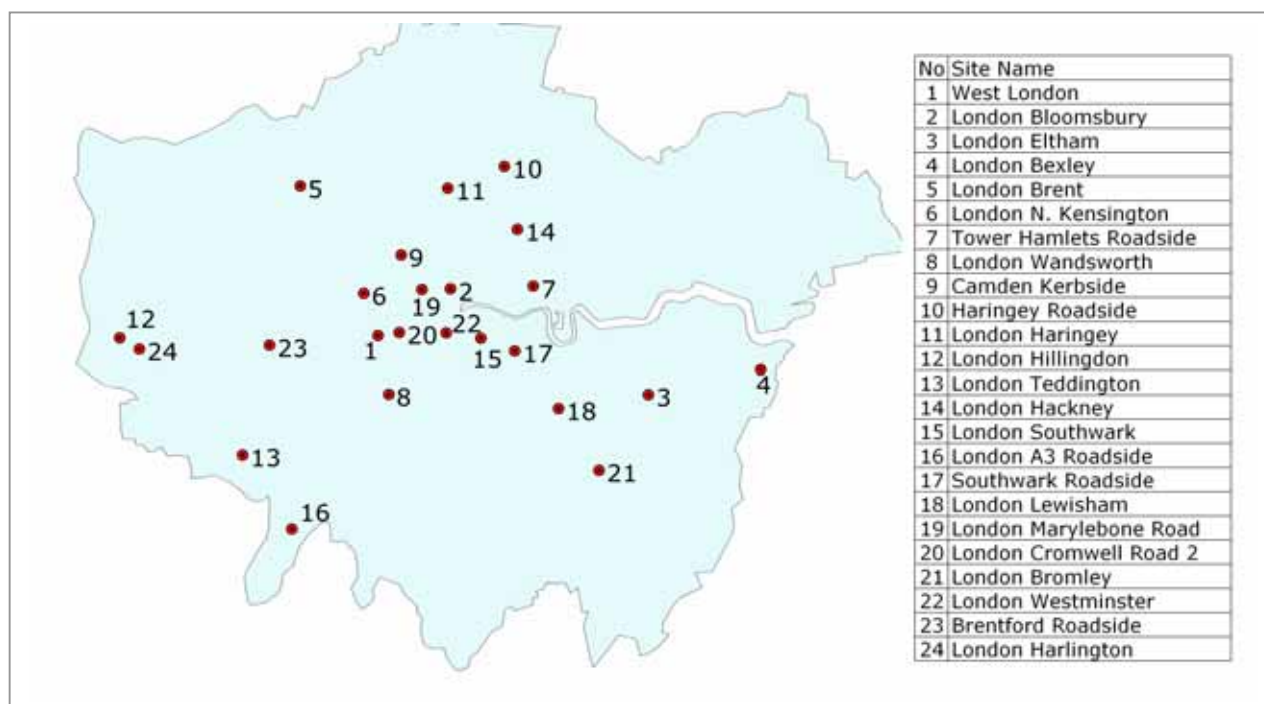 10
5
11
14
9
6
19
2
7
12
24
23
1
20
22
15
17
8
18
3
4
13
21
16
No Site Name
1 West London
2 London Bloomsbury
3 London Eltham
4 London Bexley
5 London Brent
6 London N. Kensington
7 Tower Hamlets Roadside
8 London Wandsworth
9 Camden Kerbside
10 Haringey Roadside
11 London Haringey
12 London Hillingdon
13 London Teddington
14 London Hackney
15 London Southwark
16 London A3 Roadside
17 Southwark Roadside
18 London Lewisham
19 London Marylebone Road
20 London Cromwell Road 2
21 London Bromley
22 London Westminster
23 Brentford Roadside
24 London Harlington